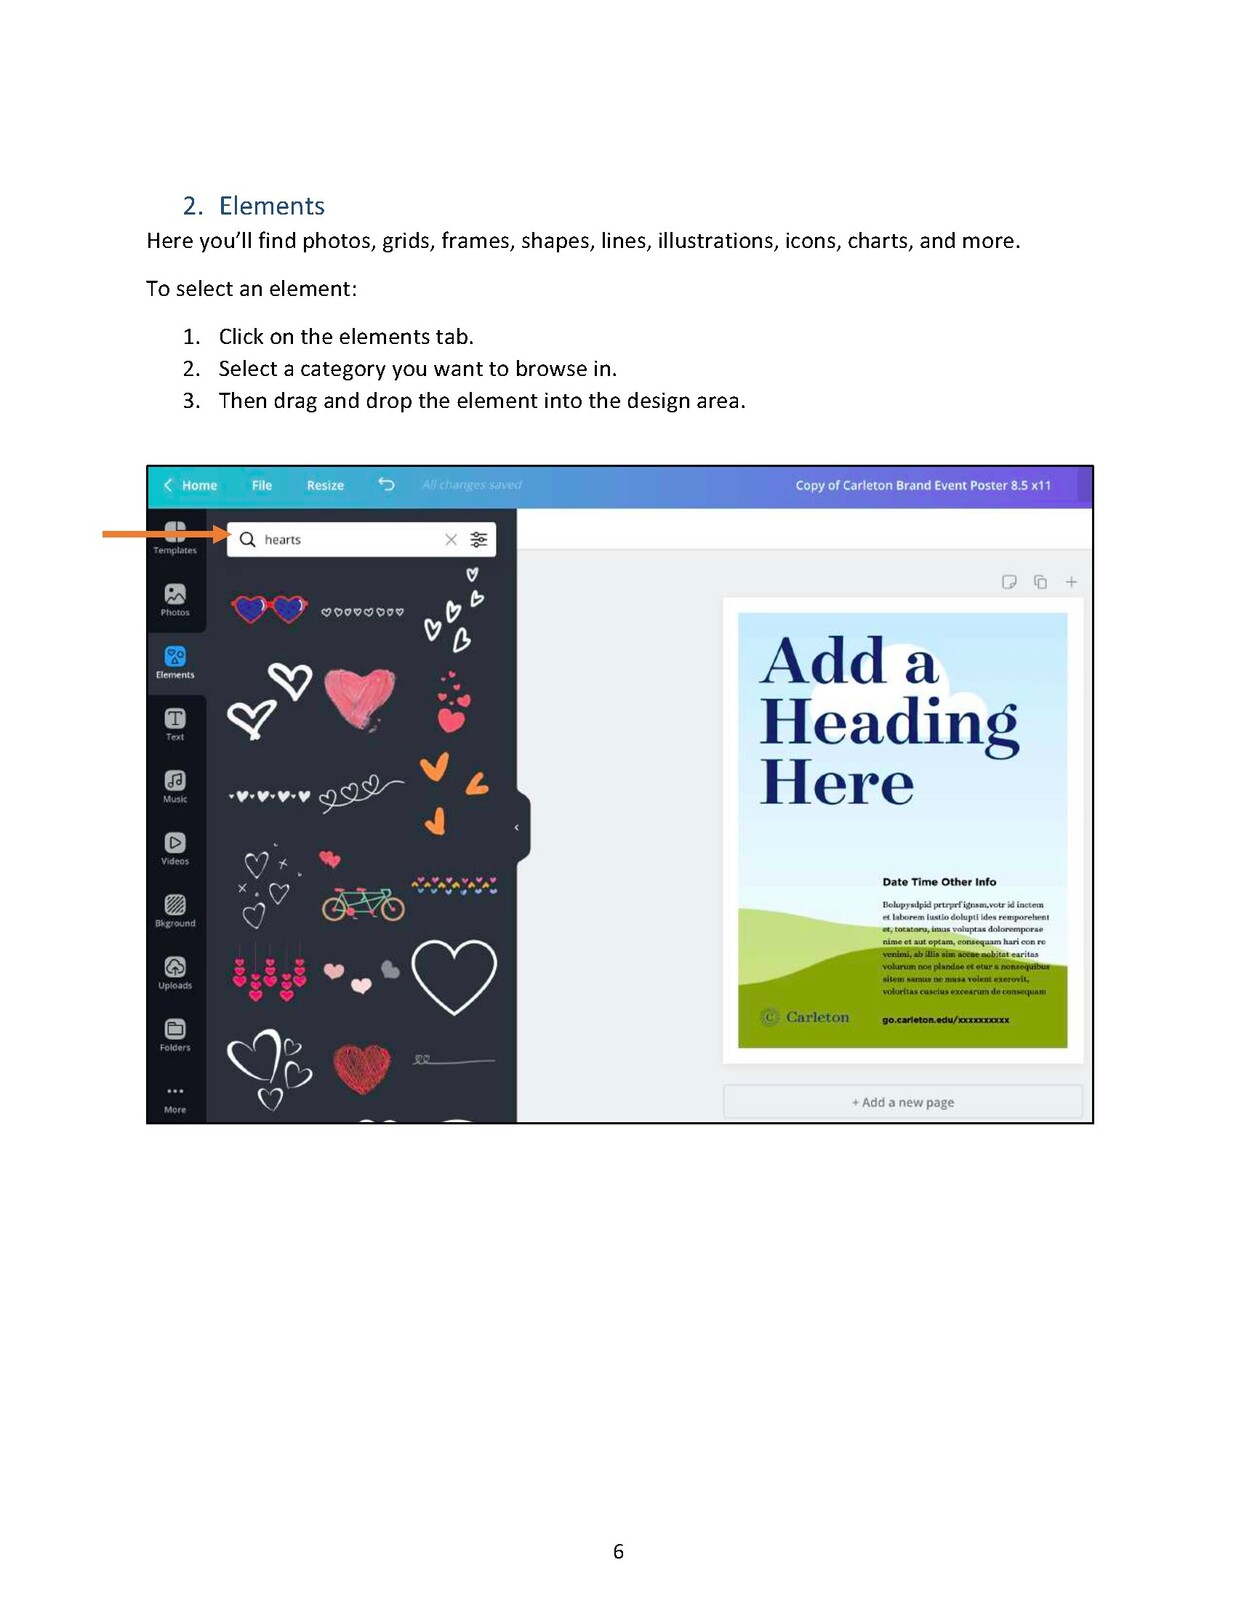 2. Elements
Here you'll find photos, grids, frames, shapes, lines, illustrations, icons, charts, and more.
To select an element:
1. Click on the elements tab.
2. Select a category you want to browse in.
3. Then drag and drop the element into the design area.
Home File Resize All changes saved Copy of Carleton Brand Event Poster 8.5 x11
Templates
hearts
Photos
Elements
Text
Music
Videos
Bkground
Uploads
Folders
More
Add a
Heading
Here
Date Time Other Info
Bolupysdpid prtrprf ignsm,votr id inctem
et laborem iustio dolupti ides remporehent
et, totatoru, imus voluptas doloremporae
nime et aut optam, consequam hari con re
venimi, ab illis sim accae nobitat earitas
volurum nos plandae et etur a nonsequibus
sitem samus ne musa volent exerovit,
voloritas cuscius excearum de consequam
Carleton
go.carleton.edu/xxxxxxxxxx
+ Add a new page
6